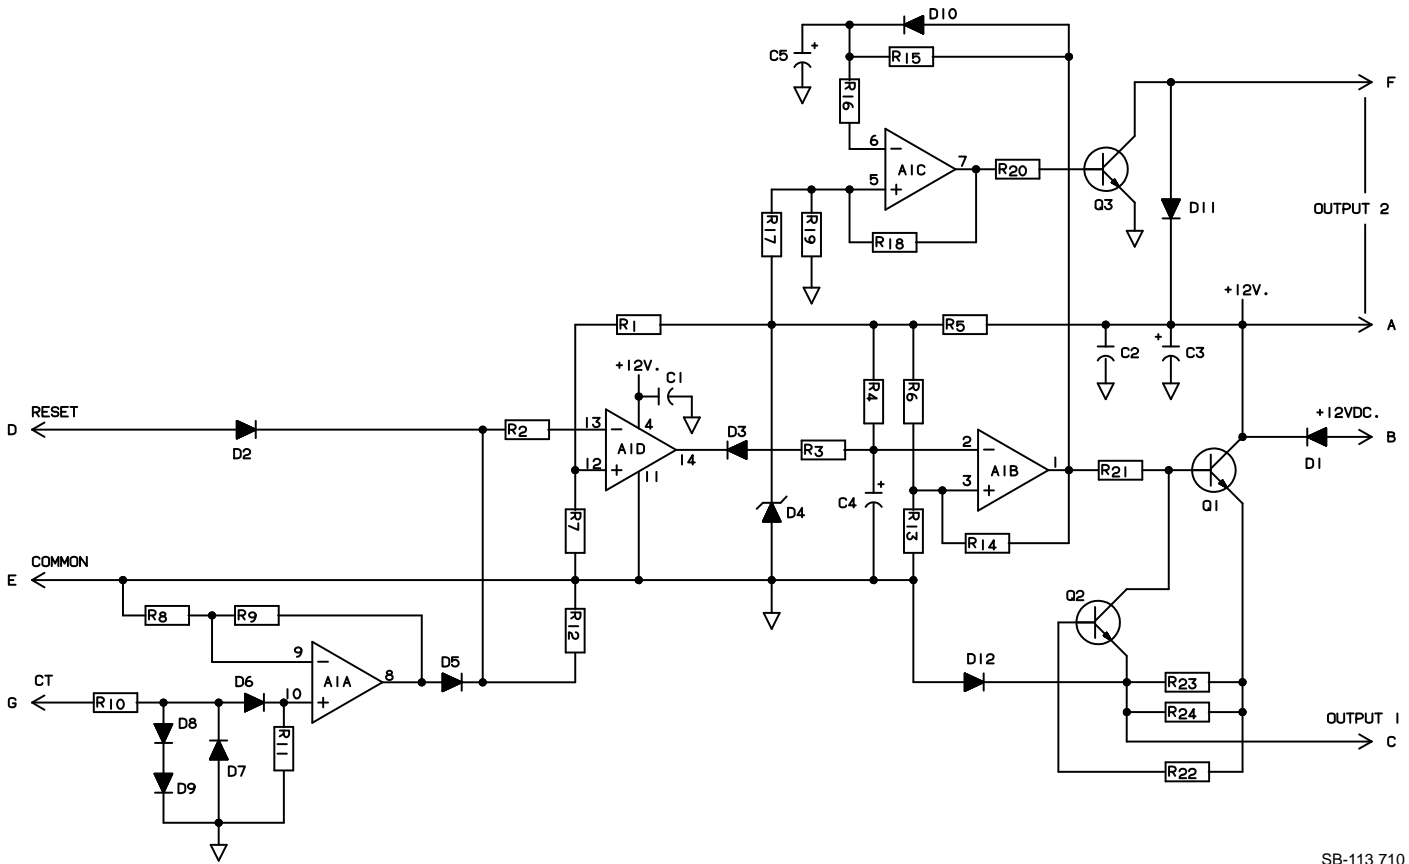 D10
C5
+
R15
F
R16
6
−
A1C
7
5
+
R20
Q3
D11
OUTPUT 2
R17
R19
R18
+12V.
R1
R5
A
+12V.
C1
C2
+
C3
R4
R6
RESET
D
D2
R2
13
−
4
A1D
12
+
11
14
D3
R3
2
−
A1B
1
3
+
R21
Q1
+12VDC.
B
D1
R7
D4
C4
+
R13
R14
COMMON
E
R8
R9
R12
Q2
9
−
A1A
8
10
+
D5
D12
R23
CT
G
R10
D6
R24
OUTPUT 1
C
D8
R11
D7
D9
R22
SB-113 710